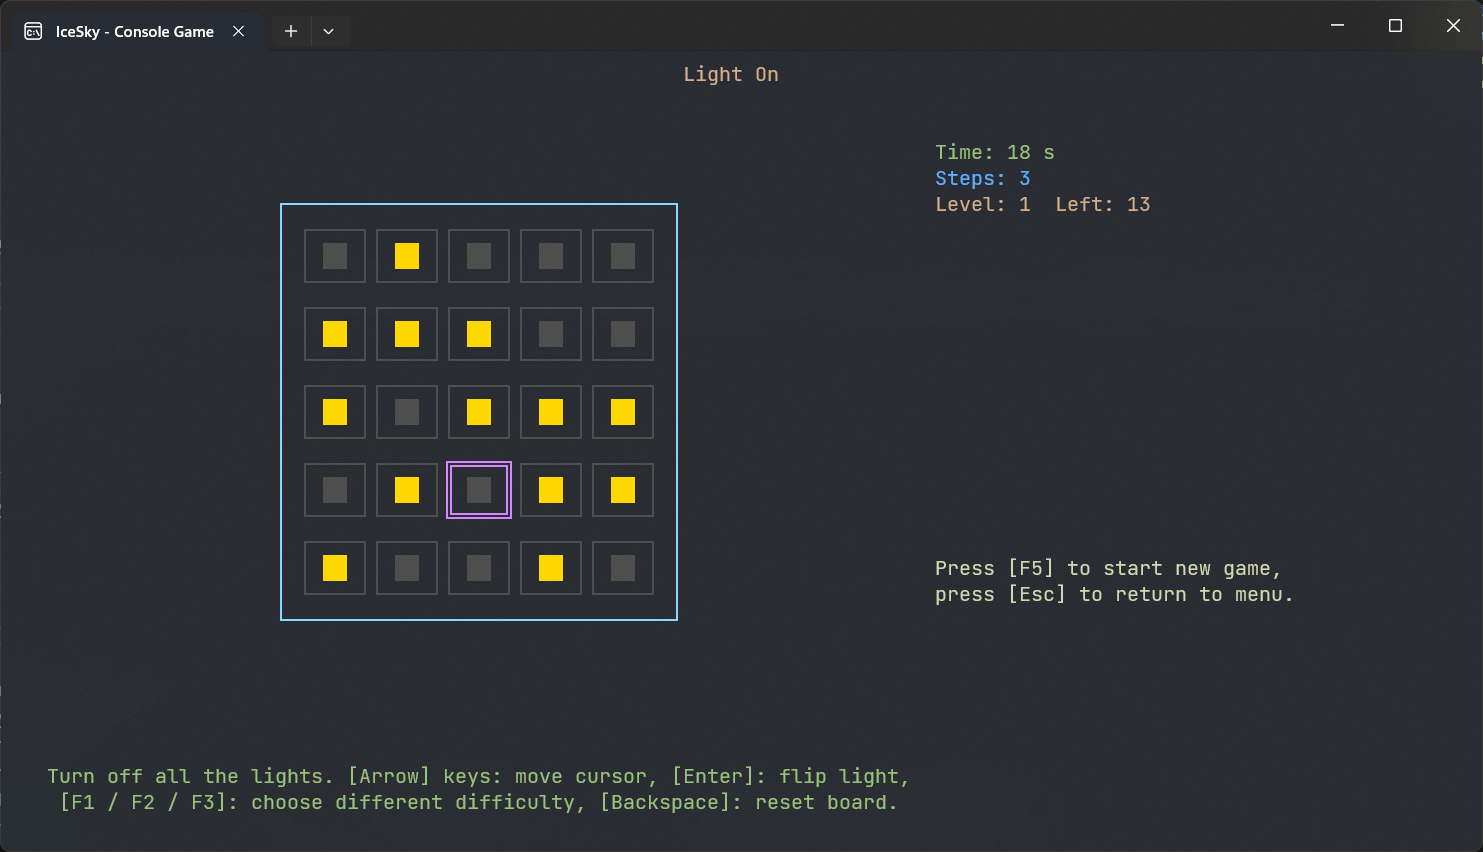 IceSky - Console Game
Light On
Time: 18 s
Steps: 3
Level: 1  Left: 13
Press [F5] to start new game,
press [Esc] to return to menu.
Turn off all the lights. [Arrow] keys: move cursor, [Enter]: flip light,
[F1 / F2 / F3]: choose different difficulty, [Backspace]: reset board.